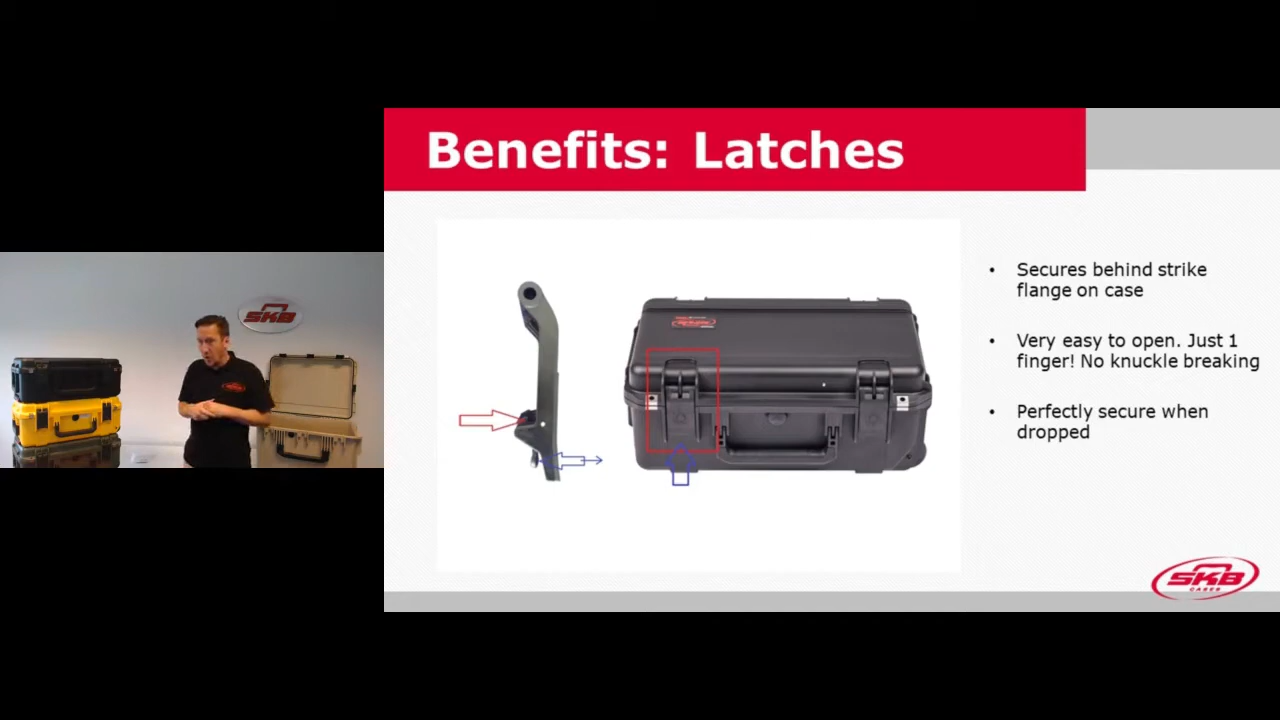 Benefits: Latches
SKB
• Secures behind strike
flange on case
• Very easy to open. Just 1
finger! No knuckle breaking
• Perfectly secure when
dropped
SKB
CASES